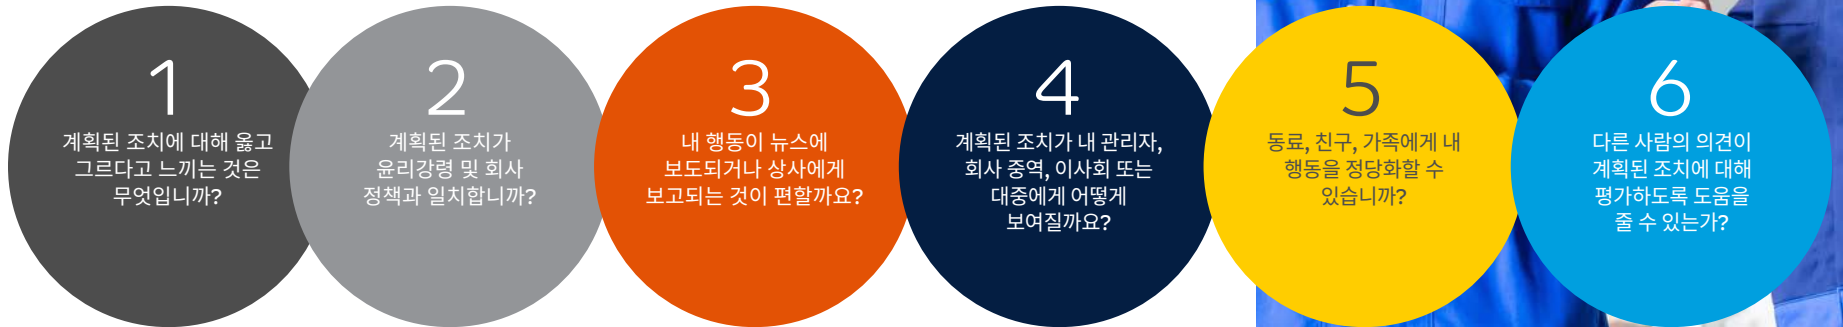 1
계획된 조치에 대해 옳고
그르다고 느끼는 것은
무엇입니까?
2
계획된 조치가
윤리강령 및 회사
정책과 일치합니까?
3
내 행동이 뉴스에
보도되거나 상사에게
보고되는 것이 편할까요?
4
계획된 조치가 내 관리자,
회사 중역, 이사회 또는
대중에게 어떻게
보여질까요?
5
동료, 친구, 가족에게 내
행동을 정당화할 수
있습니까?
6
다른 사람의 의견이
계획된 조치에 대해
평가하도록 도움을
줄 수 있는가?